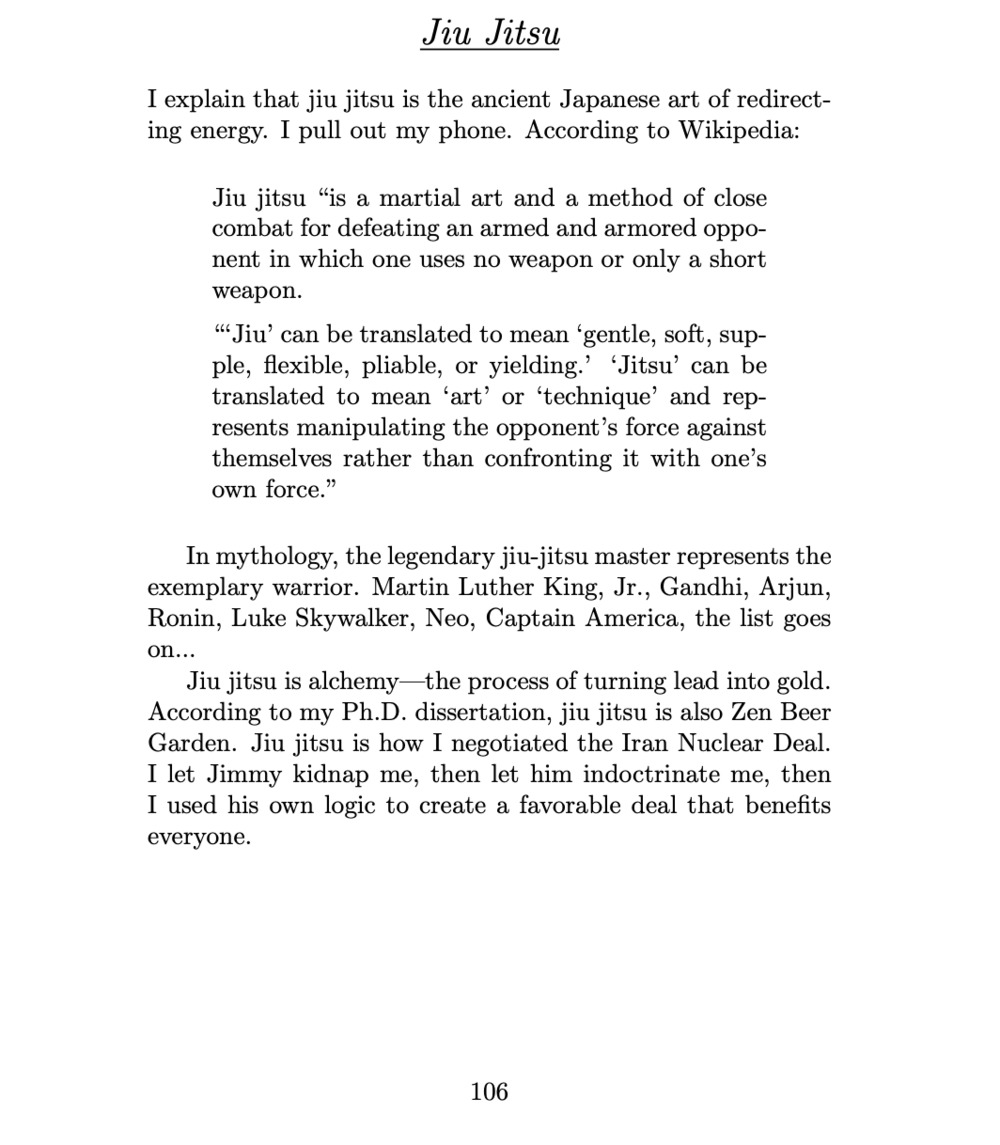 Jiu Jitsu
I explain that jiu jitsu is the ancient Japanese art of redirect-
ing energy. I pull out my phone. According to Wikipedia:
Jiu jitsu “is a martial art and a method of close
combat for defeating an armed and armored oppo-
nent in which one uses no weapon or only a short
weapon.
“‘Jiu’ can be translated to mean ‘gentle, soft, sup-
ple, flexible, pliable, or yielding.’ ‘Jitsu’ can be
translated to mean ‘art’ or ‘technique’ and rep-
resents manipulating the opponent’s force against
themselves rather than confronting it with one’s
own force.”
In mythology, the legendary jiu-jitsu master represents the
exemplary warrior. Martin Luther King, Jr., Gandhi, Arjun,
Ronin, Luke Skywalker, Neo, Captain America, the list goes
on...
Jiu jitsu is alchemy—the process of turning lead into gold.
According to my Ph.D. dissertation, jiu jitsu is also Zen Beer
Garden. Jiu jitsu is how I negotiated the Iran Nuclear Deal.
I let Jimmy kidnap me, then let him indoctrinate me, then
I used his own logic to create a favorable deal that benefits
everyone.
106